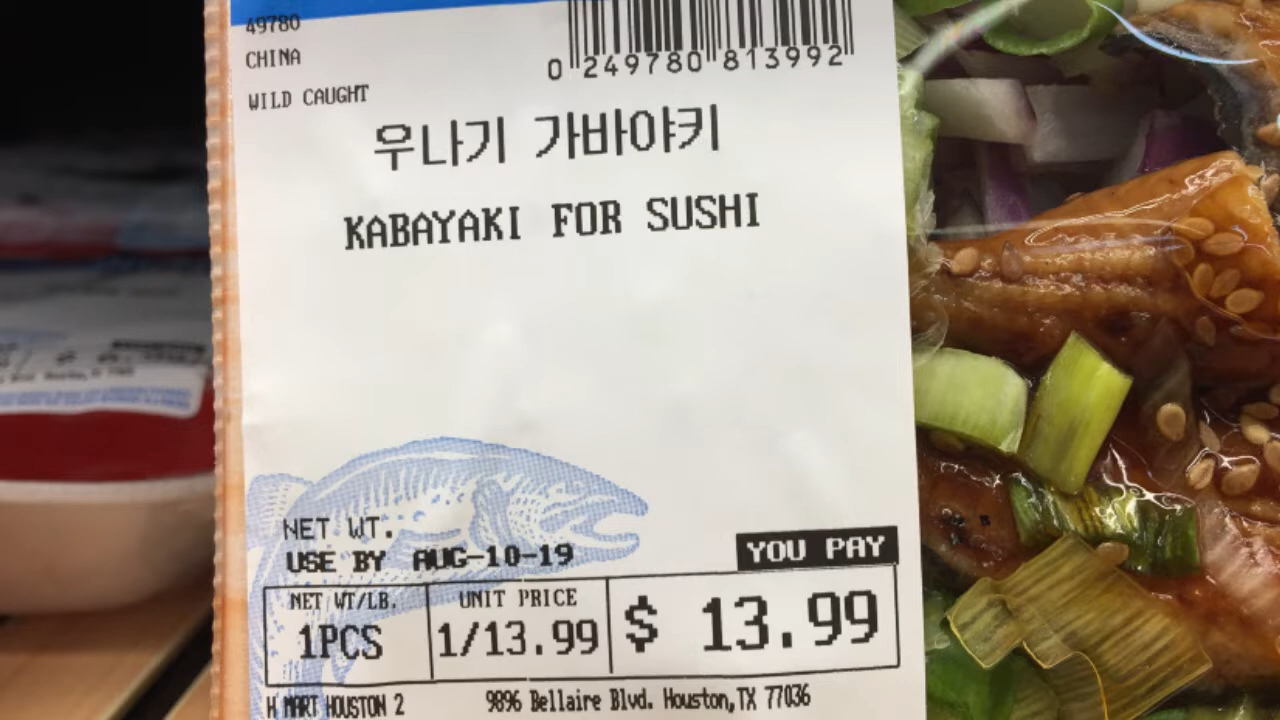 49780
CHINA
0 249780 813992
WILD CAUGHT
우나기 가바야키
KABAYAKI FOR SUSHI
NET WT.
USE BY AUG-10-19
YOU PAY
NET WT/LB. UNIT PRICE
1PCS 1/13.99 $ 13.99
H MART HOUSTON 2 9896 Bellaire Blvd. Houston,TX 77036